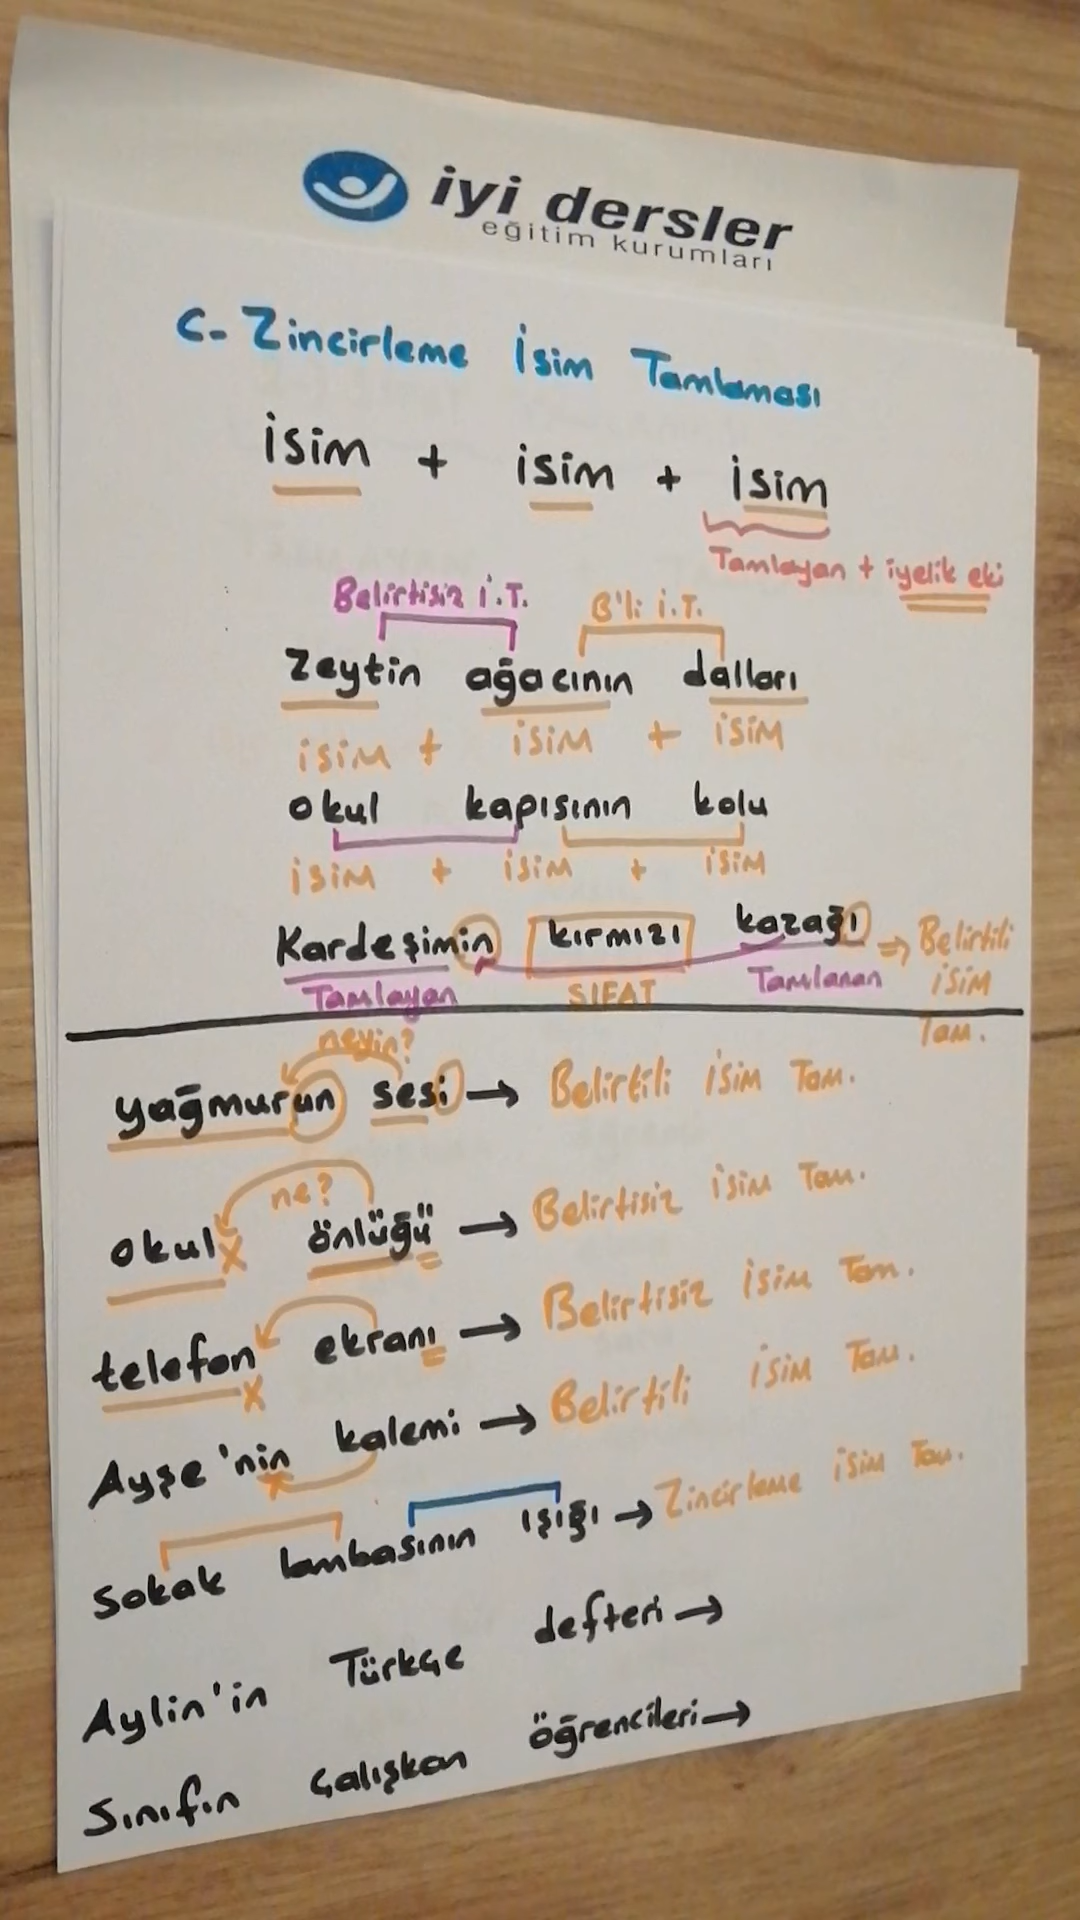 iyi dersler
eğitim kurumları
C- Zincirleme İsim Tamlaması
isim + isim + isim
Tamlayan + iyelik eki
Belirtisiz i.T. B'li i.T.
Zeytin ağacının dalları
isim + isim + isim
okul kapısının kolu
isim + isim + isim
Kardeşimin kırmızı kazağı => Belirtili isim Tam.
Tamlayan SIFAT Tamlanan
neyin?
yağmurun sesi → Belirtili isim Tam.
ne?
okul x önlüğü → Belirtisiz isim Tam.
telefon x ekranı → Belirtisiz isim Tam.
Ayşe'nin kalemi → Belirtili isim Tam.
Sokak lambasının ışığı → Zincirleme isim Tam.
Aylin'in Türkçe defteri →
Sınıfın çalışkan öğrencileri →